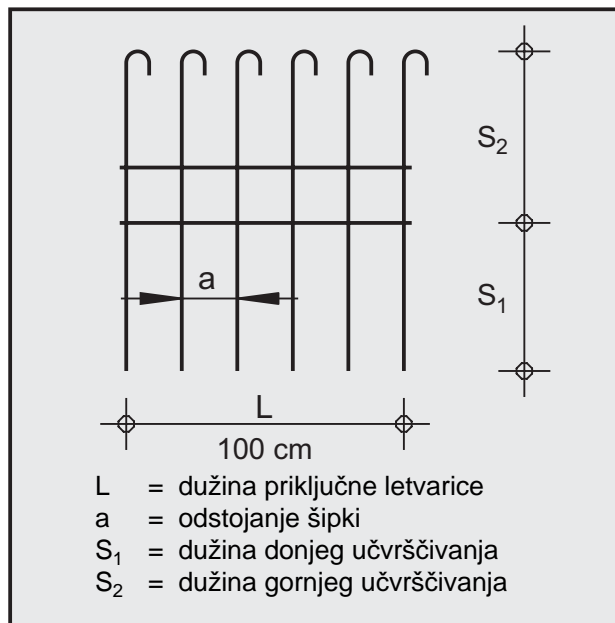 S₂
a
S₁
L
100 cm
L = dužina priključne letvarice
a = odstojanje šipki
S₁ = dužina donjeg učvrščivanja
S₂ = dužina gornjeg učvrščivanja